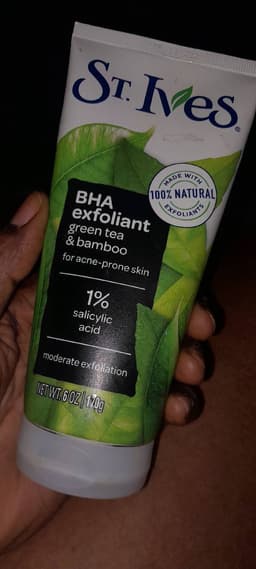 St. Ives®
MADE WITH
100% NATURAL
EXFOLIANTS
BHA
exfoliant
green tea
& bamboo
for acne-prone skin
1%
salicylic
acid
moderate exfoliation
NET WT. 6 OZ | 170g